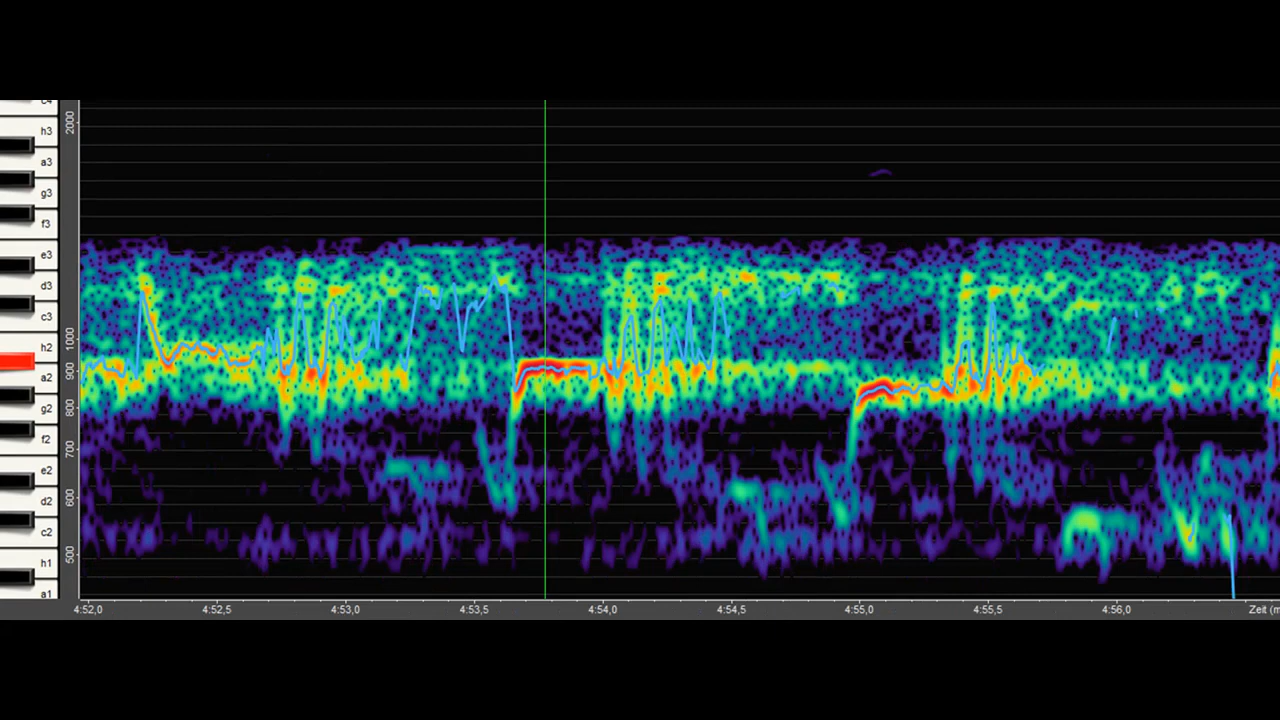 c4
h3
a3
g3
f3
e3
d3
c3
h2
a2
g2
f2
e2
d2
c2
h1
a1
2000
1000
900
800
700
600
500
4:52,0 4:52,5 4:53,0 4:53,5 4:54,0 4:54,5 4:55,0 4:55,5 4:56,0 Zeit (m